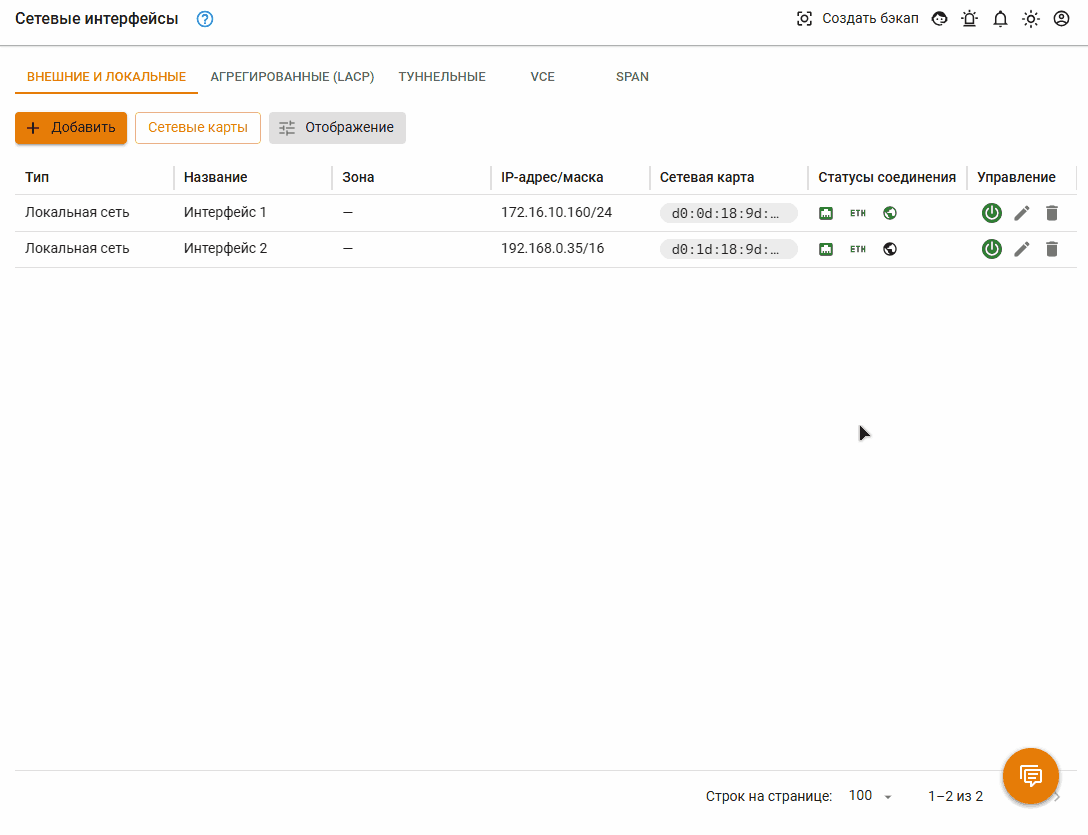 Сетевые интерфейсы ? Создать бэкап
ВНЕШНИЕ И ЛОКАЛЬНЫЕ АГРЕГИРОВАННЫЕ (LACP) ТУННЕЛЬНЫЕ VCE SPAN
+ Добавить Сетевые карты Отображение
Тип Название Зона IP-адрес/маска Сетевая карта Статусы соединения Управление
Локальная сеть Интерфейс 1 — 172.16.10.160/24 d0:0d:18:9d:… ETH
Локальная сеть Интерфейс 2 — 192.168.0.35/16 d0:1d:18:9d:… ETH
Строк на странице: 100 1–2 из 2